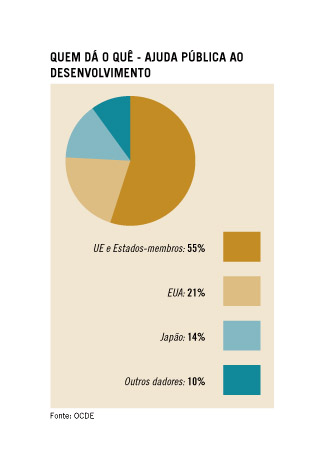 QUEM DÁ O QUÊ - AJUDA PÚBLICA AO
DESENVOLVIMENTO
UE e Estados-membros: 55%
EUA: 21%
Japão: 14%
Outros dadores: 10%
Fonte: OCDE